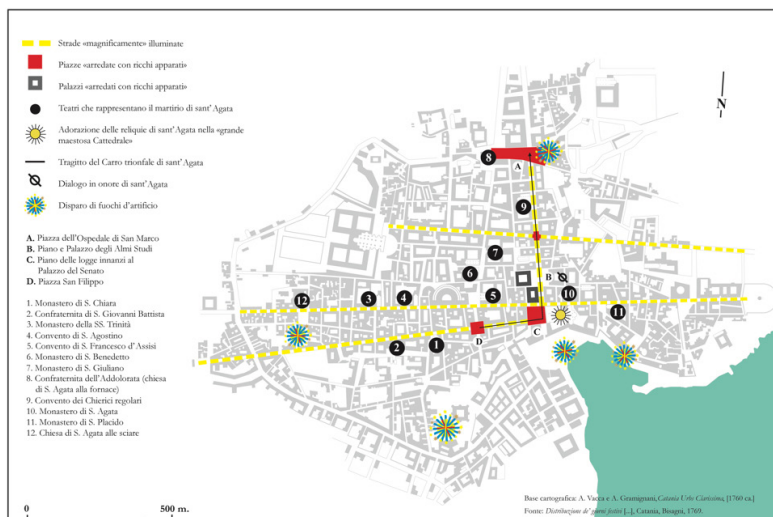 Strade «magnificamente» illuminate
Piazze «arredate con ricchi apparati»
Palazzi «arredati con ricchi apparati»
Teatri che rappresentano il martirio di sant'Agata
Adorazione delle reliquie di sant'Agata nella «grande
maestosa Cattedrale»
Tragitto del Carro trionfale di sant'Agata
Dialogo in onore di sant'Agata
Disparo di fuochi d'artificio
A. Piazza dell'Ospedale di San Marco
B. Piano e Palazzo degli Almi Studi
C. Piano delle logge innanzi al
Palazzo del Senato
D. Piazza San Filippo
1. Monastero di S. Chiara
2. Confraternita di S. Giovanni Battista
3. Monastero della SS. Trinità
4. Convento di S. Agostino
5. Convento di S. Francesco d'Assisi
6. Monastero di S. Benedetto
7. Monastero di S. Giuliano
8. Confraternita dell'Addolorata (chiesa
di S. Agata alla fornace)
9. Convento dei Chierici regolari
10. Monastero di S. Agata
11. Monastero di S. Placido
12. Chiesa di S. Agata alle sciare
0 500 m.
N
8
A
9
7
6
B
12
3
4
5
10
11
C
D
2
1
Base cartografica: A. Vacca e A. Gramignani, Catania Urbs Clarissima, [1760 ca.]
Fonte: Distribuzione de' giorni festivi [...], Catania, Bisagni, 1769.